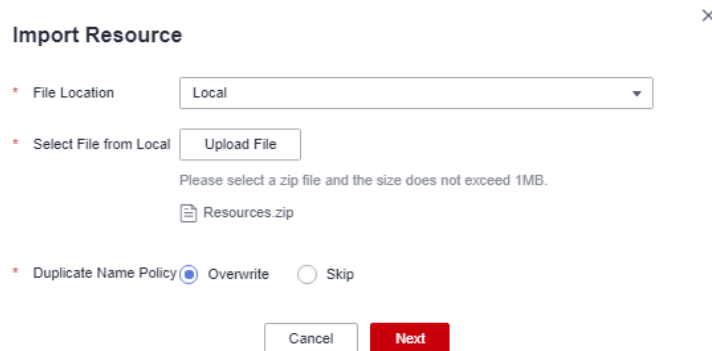 Import Resource
* File Location Local
* Select File from Local Upload File
Please select a zip file and the size does not exceed 1MB.
Resources.zip
* Duplicate Name Policy Overwrite Skip
Cancel Next